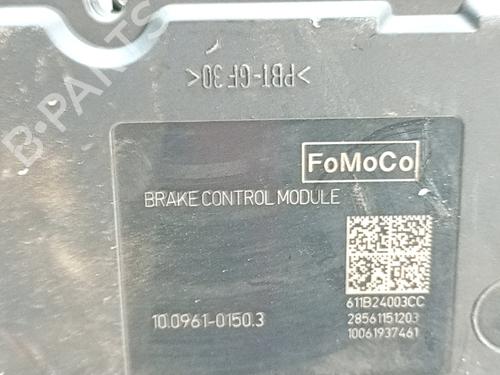 B-PARTS
>PBT-GF30<
FoMoCo
BRAKE CONTROL MODULE
611B24003CC
10.0961-0150.3
28561151203
10061937461